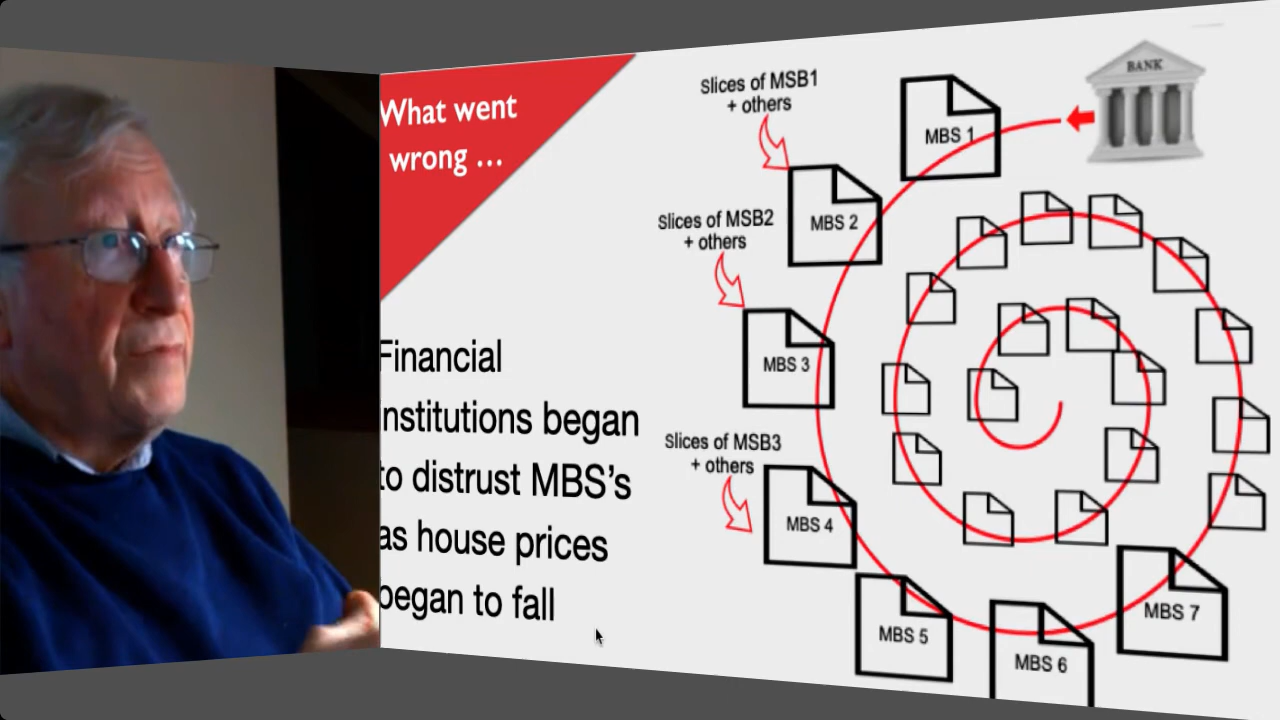 What went
wrong ...
Financial
institutions began
to distrust MBS's
as house prices
began to fall
Slices of MSB1
+ others
Slices of MSB2
+ others
Slices of MSB3
+ others
BANK
MBS 1
MBS 2
MBS 3
MBS 4
MBS 5
MBS 6
MBS 7